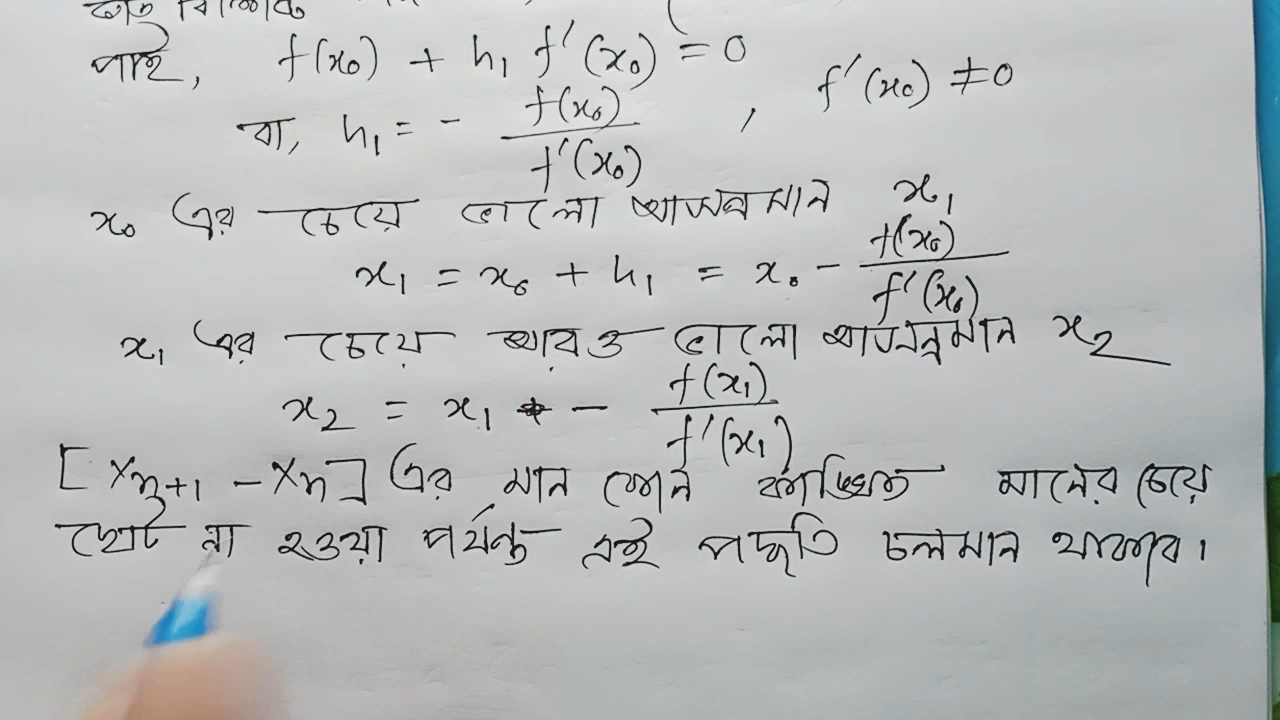 পাই, f(x₀) + h₁ f′(x₀) = 0
বা, h₁ = - f(x₀) / f′(x₀) , f′(x₀) ≠ 0
x₀ এর চেয়ে ভালো আসন্নমান x₁
x₁ = x₀ + h₁ = x₀ - f(x₀) / f′(x₀)
x₁ এর চেয়ে আরও ভালো আসন্নমান x₂
x₂ = x₁ - f(x₁) / f′(x₁)
[xₙ₊₁ - xₙ] এর মান কোন কাঙ্খিত মানের চেয়ে
ছোট না হওয়া পর্যন্ত এই পদ্ধতি চলমান থাকবে।